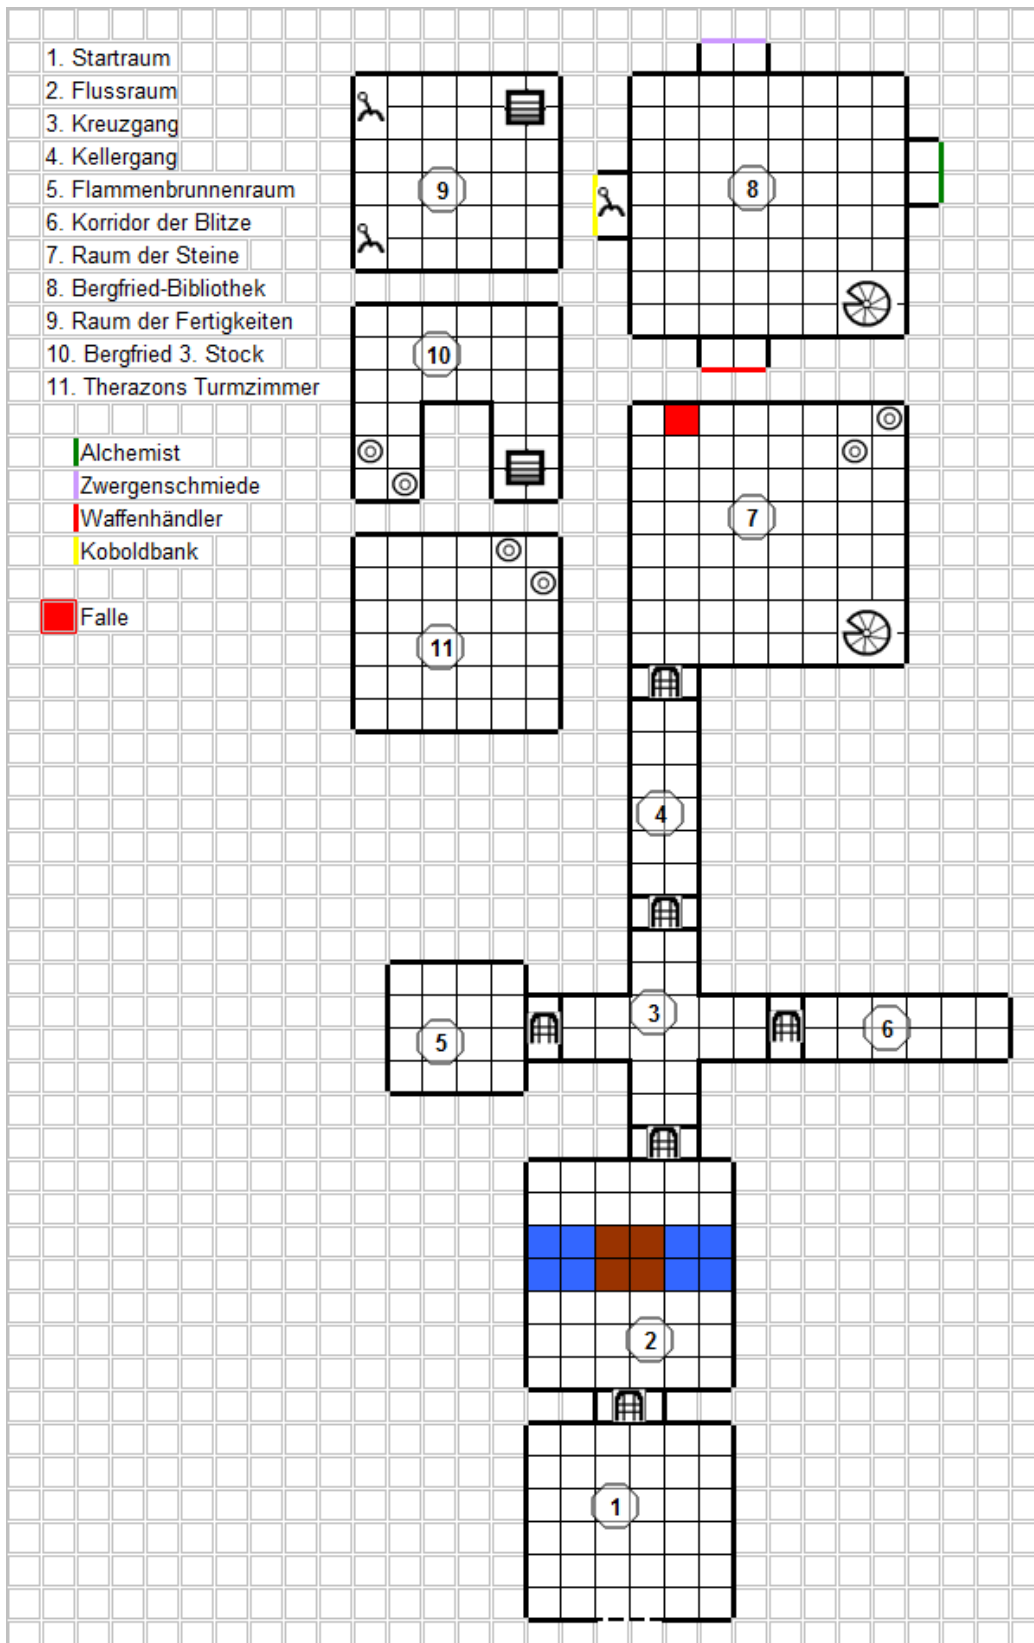 1. Startraum
2. Flussraum
3. Kreuzgang
4. Kellergang
5. Flammenbrunnenraum
6. Korridor der Blitze
7. Raum der Steine
8. Bergfried-Bibliothek
9. Raum der Fertigkeiten
10. Bergfried 3. Stock
11. Therazons Turmzimmer
Alchemist
Zwergenschmiede
Waffenhändler
Koboldbank
Falle
9
8
10
7
11
4
3
5
6
2
1